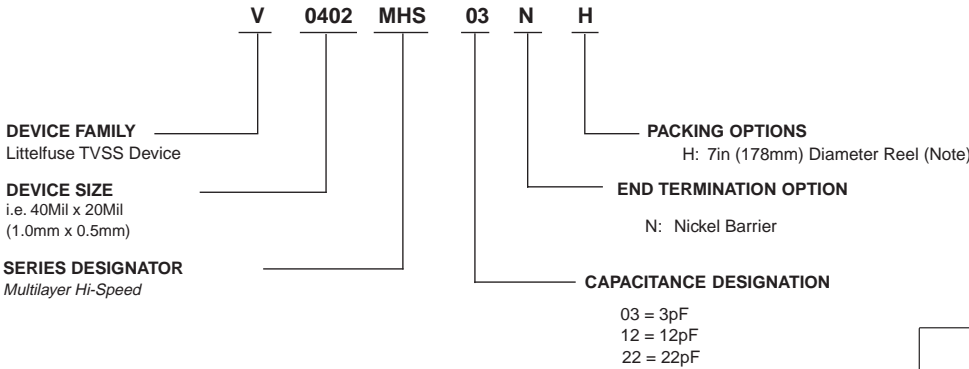 V 0402 MHS 03 N H
DEVICE FAMILY
Littelfuse TVSS Device
DEVICE SIZE
i.e. 40Mil x 20Mil
(1.0mm x 0.5mm)
SERIES DESIGNATOR
Multilayer Hi-Speed
PACKING OPTIONS
H: 7in (178mm) Diameter Reel (Note)
END TERMINATION OPTION
N: Nickel Barrier
CAPACITANCE DESIGNATION
03 = 3pF
12 = 12pF
22 = 22pF